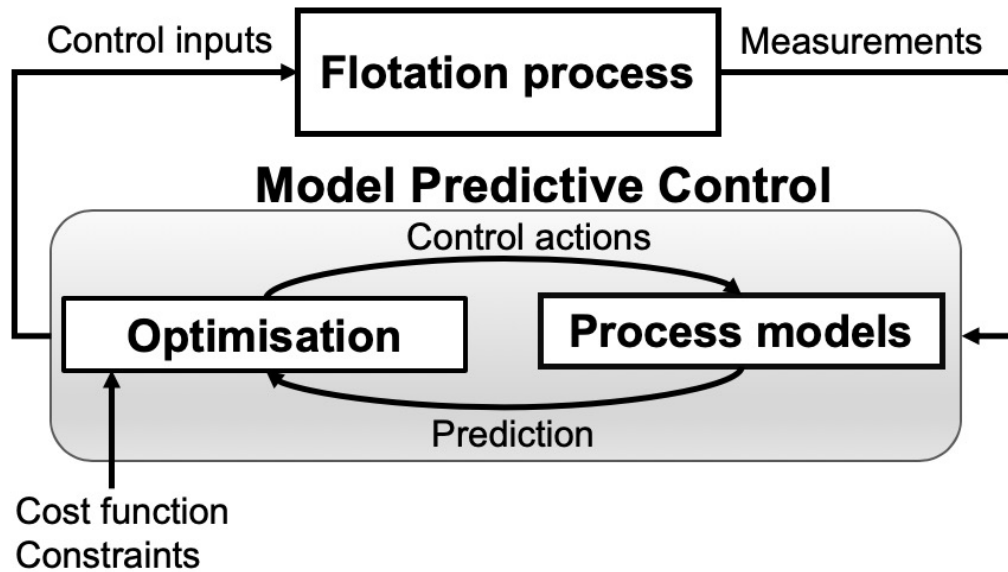 Control inputs
Flotation process
Measurements
Model Predictive Control
Control actions
Optimisation
Process models
Prediction
Cost function
Constraints